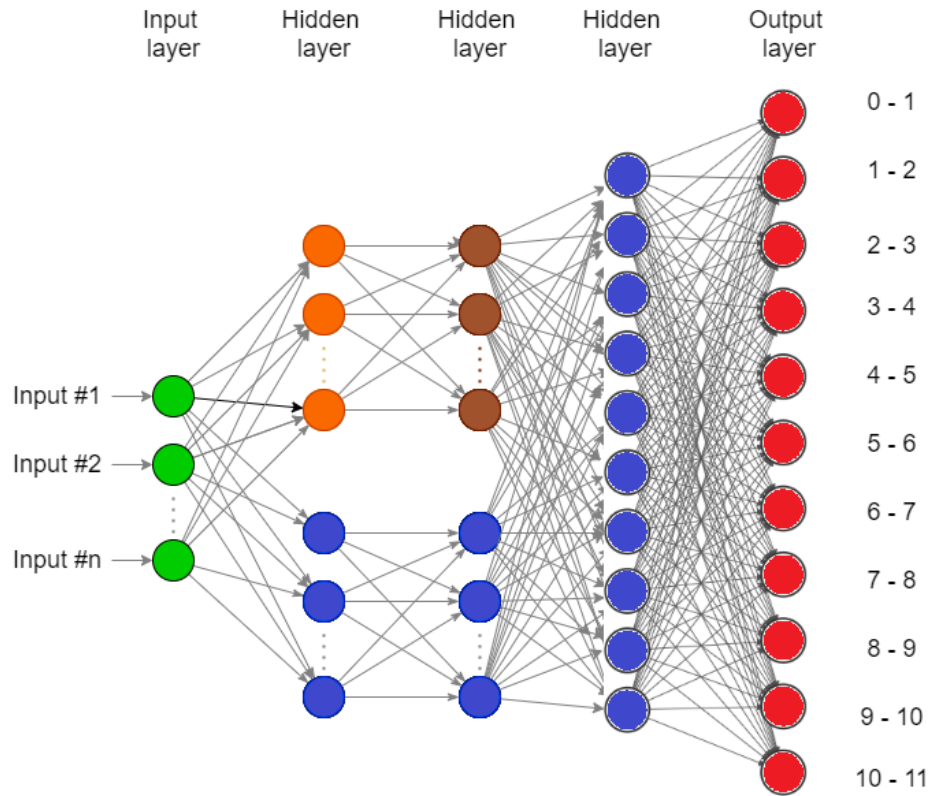 Input
layer
Hidden
layer
Hidden
layer
Hidden
layer
Output
layer
0 - 1
1 - 2
2 - 3
3 - 4
Input #1
4 - 5
5 - 6
Input #2
6 - 7
Input #n
7 - 8
8 - 9
9 - 10
10 - 11